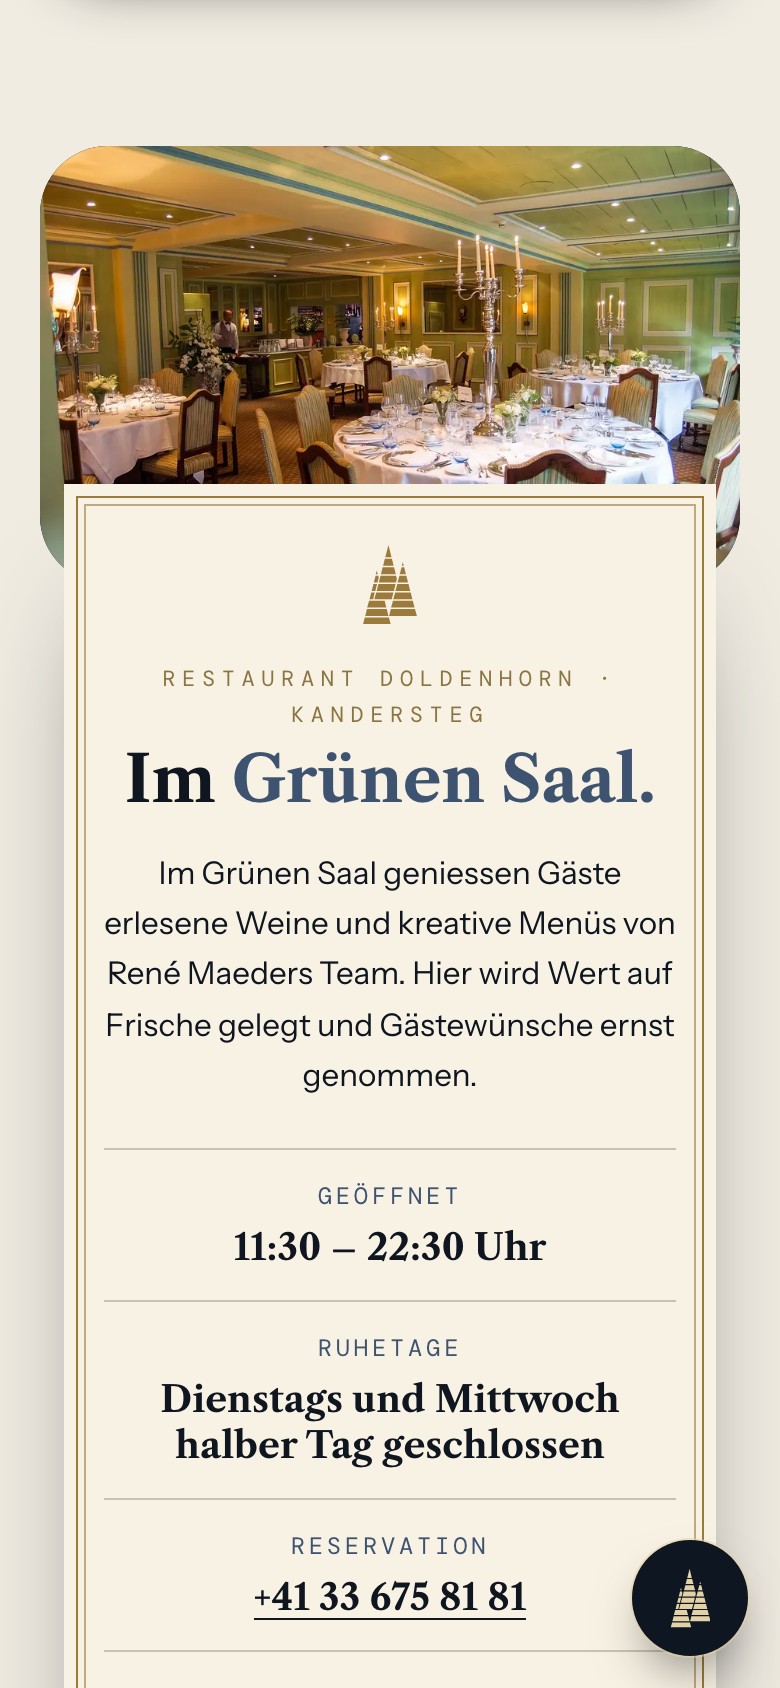 RESTAURANT DOLDENHORN ·
KANDERSTEG
Im Grünen Saal.
Im Grünen Saal geniessen Gäste
erlesene Weine und kreative Menüs von
René Maeders Team. Hier wird Wert auf
Frische gelegt und Gästewünsche ernst
genommen.
GEÖFFNET
11:30 – 22:30 Uhr
RUHETAGE
Dienstags und Mittwoch
halber Tag geschlossen
RESERVATION
+41 33 675 81 81